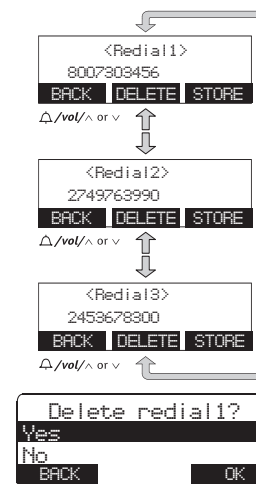 <Redial1>
8007303456
BACK DELETE STORE
/vol/∧ or ∨
<Redial2>
2749763990
BACK DELETE STORE
/vol/∧ or ∨
<Redial3>
2453678300
BACK DELETE STORE
/vol/∧ or ∨
Delete redial1?
Yes
No
BACK OK